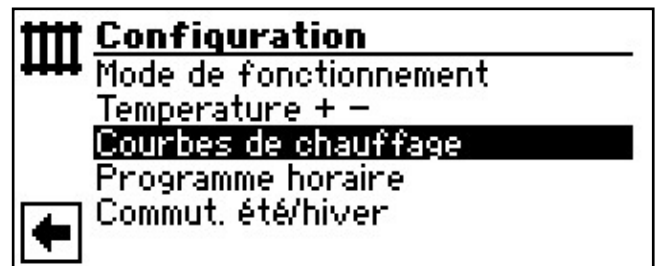 Configuration
Mode de fonctionnement
Temperature + −
Courbes de chauffage
Programme horaire
Commut. été/hiver